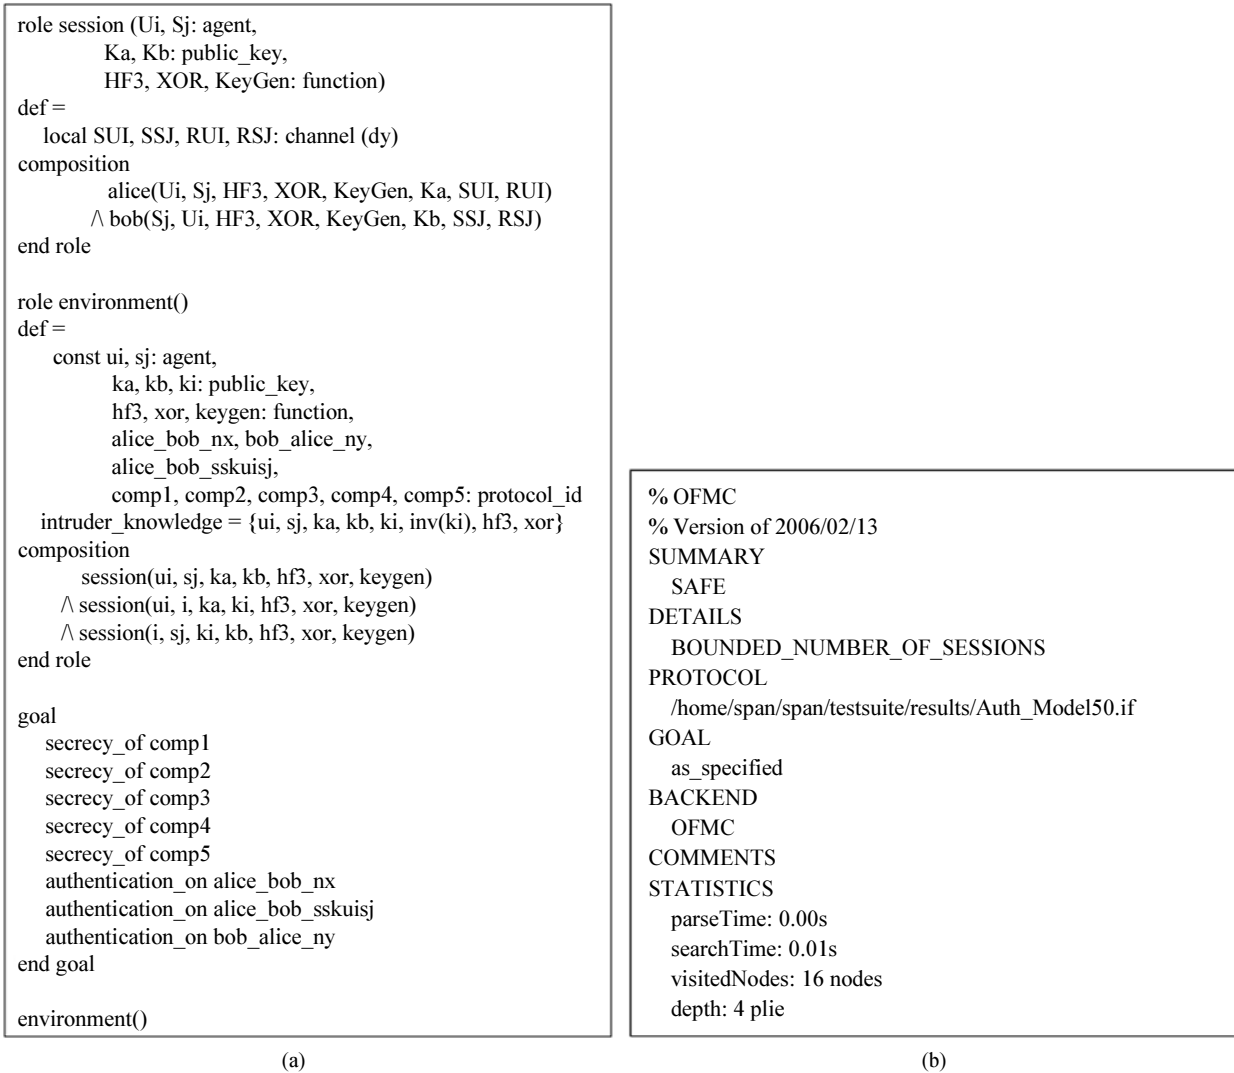 role session (Ui, Sj: agent,
Ka, Kb: public_key,
HF3, XOR, KeyGen: function)
def =
local SUI, SSJ, RUI, RSJ: channel (dy)
composition
alice(Ui, Sj, HF3, XOR, KeyGen, Ka, SUI, RUI)
/\ bob(Sj, Ui, HF3, XOR, KeyGen, Kb, SSJ, RSJ)
end role
role environment()
def =
const ui, sj: agent,
ka, kb, ki: public_key,
hf3, xor, keygen: function,
alice_bob_nx, bob_alice_ny,
alice_bob_sskuisj,
comp1, comp2, comp3, comp4, comp5: protocol_id
intruder_knowledge = {ui, sj, ka, kb, ki, inv(ki), hf3, xor}
composition
session(ui, sj, ka, kb, hf3, xor, keygen)
/\ session(ui, i, ka, ki, hf3, xor, keygen)
/\ session(i, sj, ki, kb, hf3, xor, keygen)
end role
goal
secrecy_of comp1
secrecy_of comp2
secrecy_of comp3
secrecy_of comp4
secrecy_of comp5
authentication_on alice_bob_nx
authentication_on alice_bob_sskuisj
authentication_on bob_alice_ny
end goal
environment()
(a)
% OFMC
% Version of 2006/02/13
SUMMARY
SAFE
DETAILS
BOUNDED_NUMBER_OF_SESSIONS
PROTOCOL
/home/span/span/testsuite/results/Auth_Model50.if
GOAL
as_specified
BACKEND
OFMC
COMMENTS
STATISTICS
parseTime: 0.00s
searchTime: 0.01s
visitedNodes: 16 nodes
depth: 4 plie
(b)